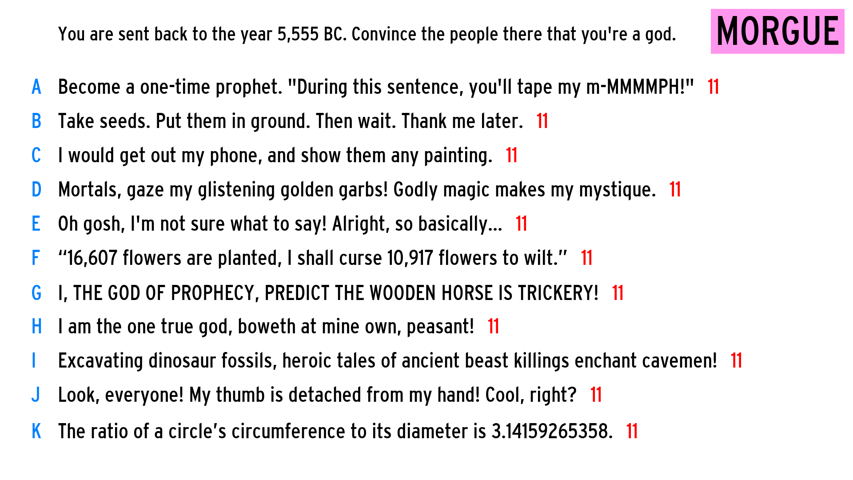 You are sent back to the year 5,555 BC. Convince the people there that you're a god.
MORGUE
A Become a one-time prophet. "During this sentence, you'll tape my m-MMMMPH!" 11
B Take seeds. Put them in ground. Then wait. Thank me later. 11
C I would get out my phone, and show them any painting. 11
D Mortals, gaze my glistening golden garbs! Godly magic makes my mystique. 11
E Oh gosh, I'm not sure what to say! Alright, so basically... 11
F “16,607 flowers are planted, I shall curse 10,917 flowers to wilt.” 11
G I, THE GOD OF PROPHECY, PREDICT THE WOODEN HORSE IS TRICKERY! 11
H I am the one true god, boweth at mine own, peasant! 11
I Excavating dinosaur fossils, heroic tales of ancient beast killings enchant cavemen! 11
J Look, everyone! My thumb is detached from my hand! Cool, right? 11
K The ratio of a circle’s circumference to its diameter is 3.14159265358. 11